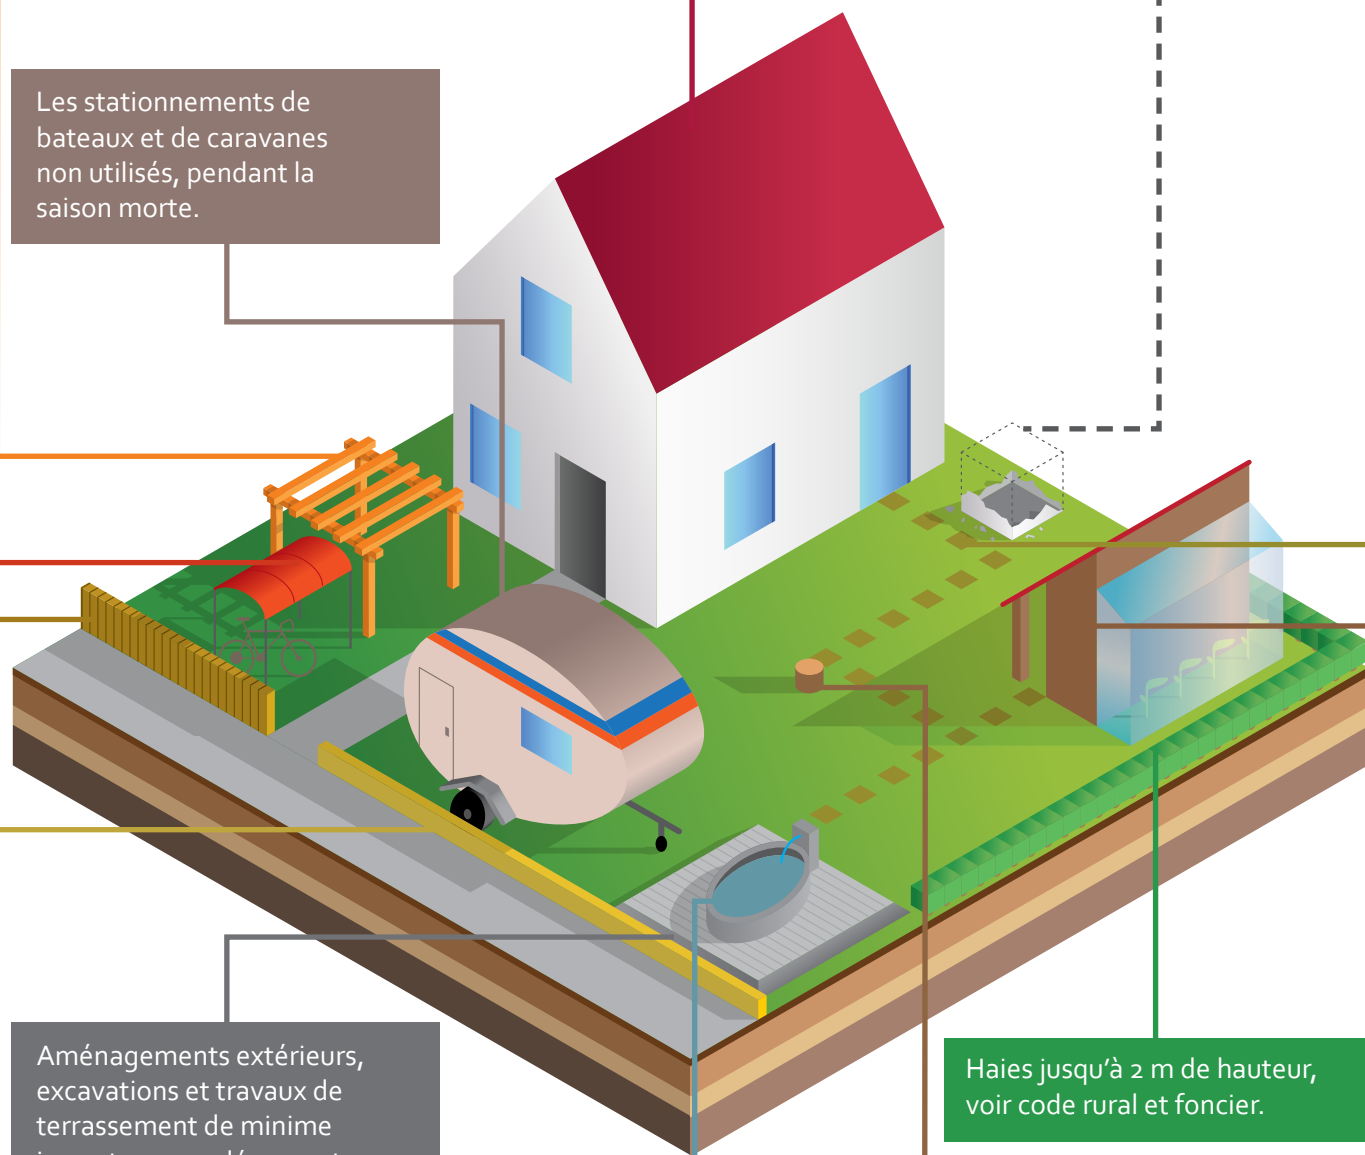 Les stationnements de
bateaux et de caravanes
non utilisés, pendant la
saison morte.
Aménagements extérieurs,
excavations et travaux de
terrassement de minime
Haies jusqu’à 2 m de hauteur,
voir code rural et foncier.